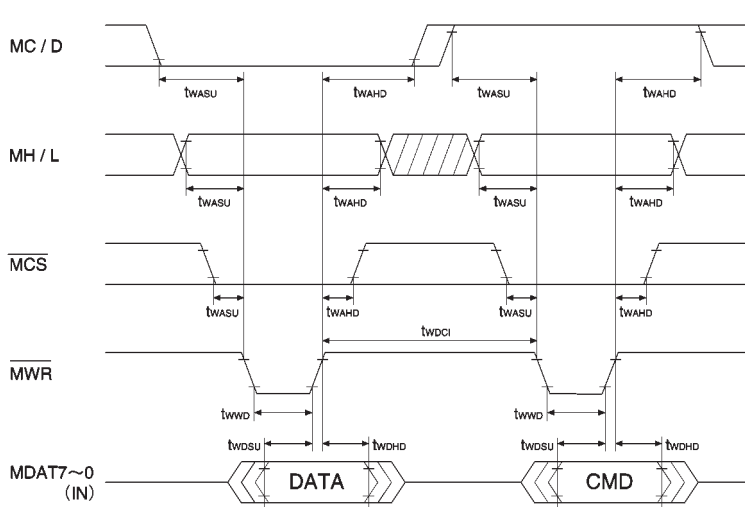 MC / D
tWASU tWAHD tWASU tWAHD
MH / L
tWASU tWAHD tWASU tWAHD
MCS
tWASU tWAHD tWASU tWAHD
tWDCI
MWR
tWWD tWWD
tWDSU tWDHD tWDSU tWDHD
MDAT7～0
(IN)
DATA CMD